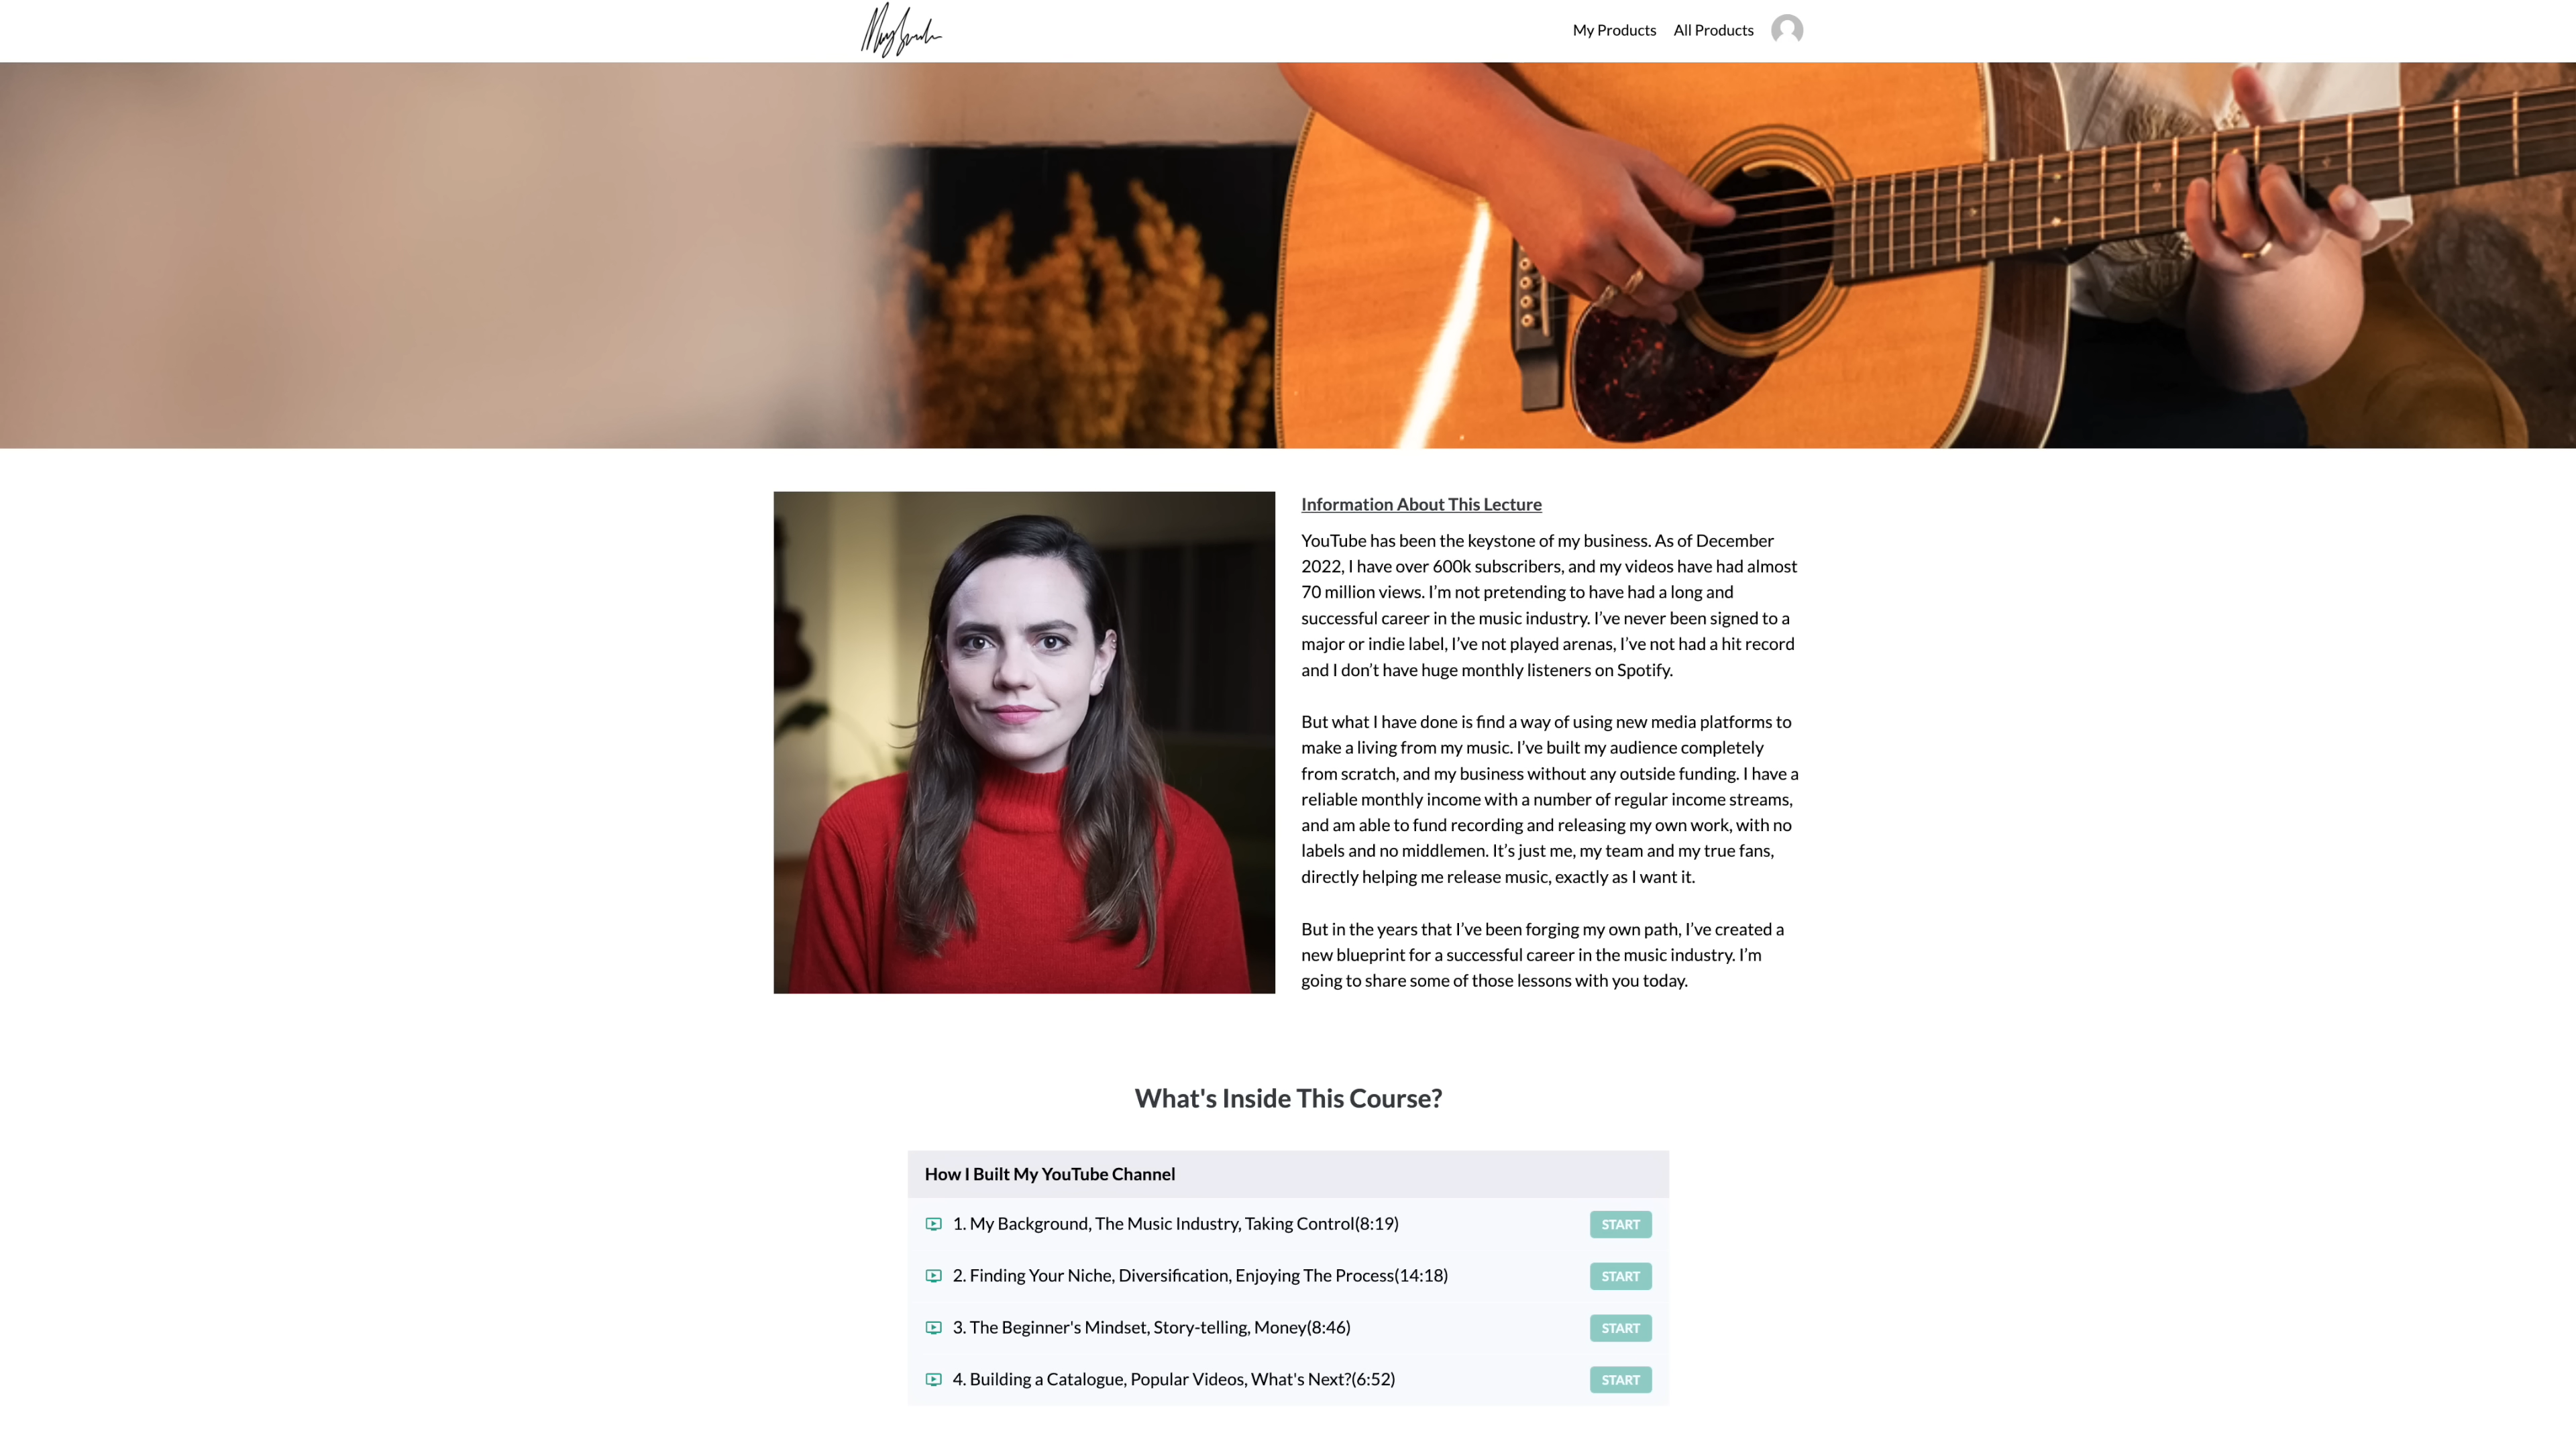 My Products
All Products
Information About This Lecture
YouTube has been the keystone of my business. As of December
2022, I have over 600k subscribers, and my videos have had almost
70 million views. I’m not pretending to have had a long and
successful career in the music industry. I’ve never been signed to a
major or indie label, I’ve not played arenas, I’ve not had a hit record
and I don’t have huge monthly listeners on Spotify.
But what I have done is find a way of using new media platforms to
make a living from my music. I’ve built my audience completely
from scratch, and my business without any outside funding. I have a
reliable monthly income with a number of regular income streams,
and am able to fund recording and releasing my own work, with no
labels and no middlemen. It’s just me, my team and my true fans,
directly helping me release music, exactly as I want it.
But in the years that I’ve been forging my own path, I’ve created a
new blueprint for a successful career in the music industry. I’m
going to share some of those lessons with you today.
What's Inside This Course?
How I Built My YouTube Channel
1. My Background, The Music Industry, Taking Control(8:19)
START
2. Finding Your Niche, Diversification, Enjoying The Process(14:18)
START
3. The Beginner's Mindset, Story-telling, Money(8:46)
START
4. Building a Catalogue, Popular Videos, What's Next?(6:52)
START